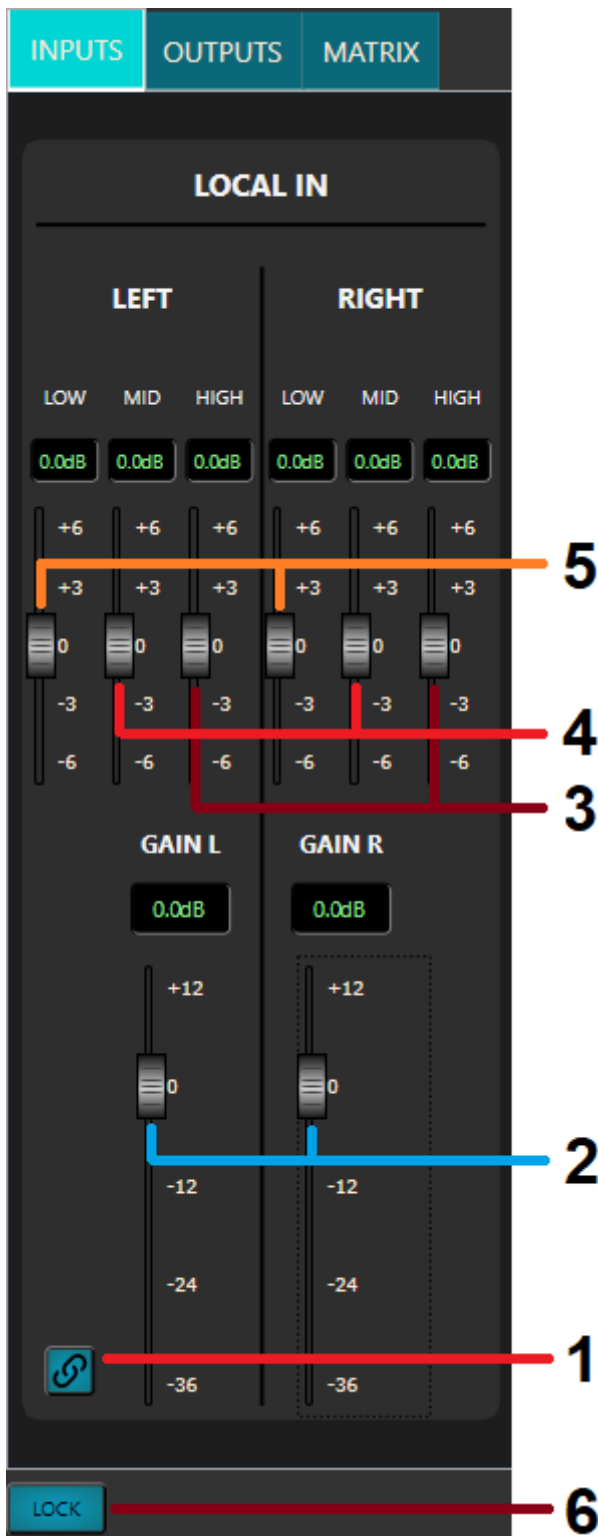 INPUTS OUTPUTS MATRIX
LOCAL IN
LEFT RIGHT
LOW MID HIGH LOW MID HIGH
0.0dB 0.0dB 0.0dB 0.0dB 0.0dB 0.0dB
+6 +6 +6 +6 +6 +6
5
+3 +3 +3 +3 +3 +3
0 0 0 0 0 0
-3 -3 -3 -3 -3 -3
4
-6 -6 -6 -6 -6 -6
3
GAIN L GAIN R
0.0dB 0.0dB
+12 +12
0 0
2
-12 -12
-24 -24
1
-36 -36
LOCK 6